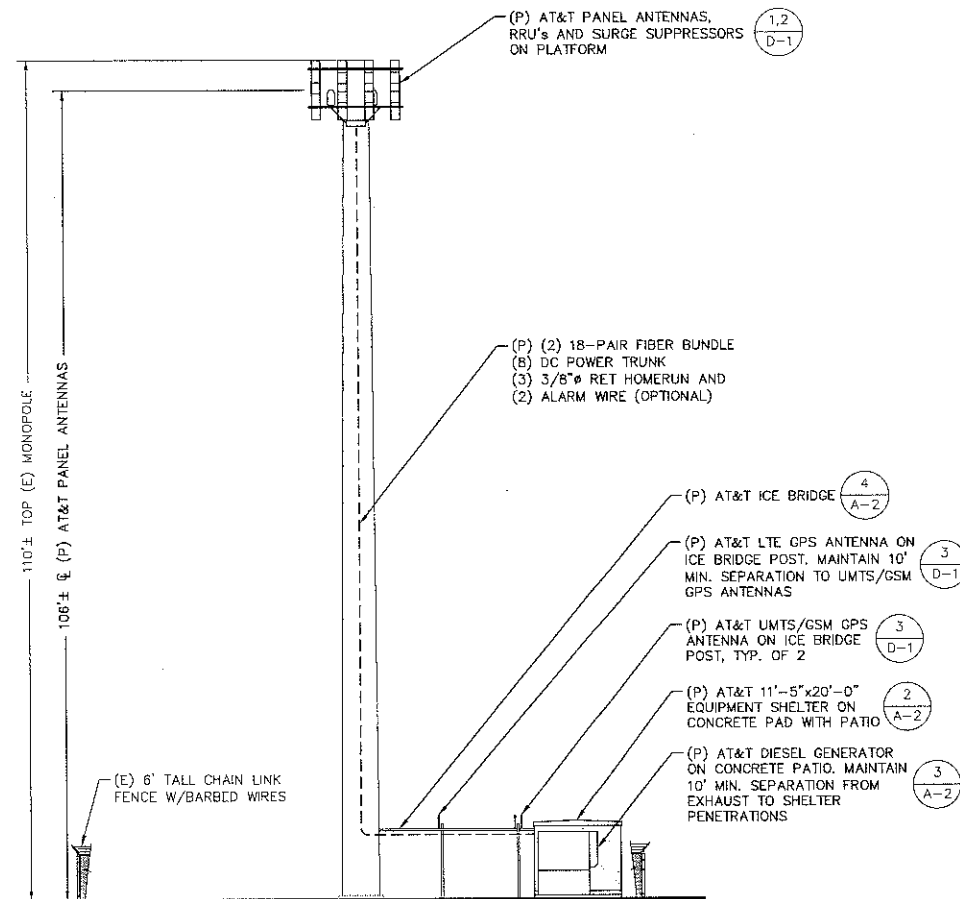 (P) AT&T PANEL ANTENNAS,
RRU's AND SURGE SUPPRESSORS
ON PLATFORM
1,2
D-1
110'± TOP (E) MONOPOLE
106'± ℄ (P) AT&T PANEL ANTENNAS
(P) (2) 18-PAIR FIBER BUNDLE
(8) DC POWER TRUNK
(3) 3/8"ø RET HOMERUN AND
(2) ALARM WIRE (OPTIONAL)
(P) AT&T ICE BRIDGE
4
A-2
(P) AT&T LTE GPS ANTENNA ON
ICE BRIDGE POST. MAINTAIN 10'
MIN. SEPARATION TO UMTS/GSM
GPS ANTENNAS
3
D-1
(P) AT&T UMTS/GSM GPS
ANTENNA ON ICE BRIDGE
POST, TYP. OF 2
3
D-1
(P) AT&T 11'-5"x20'-0"
EQUIPMENT SHELTER ON
CONCRETE PAD WITH PATIO
2
A-2
(P) AT&T DIESEL GENERATOR
ON CONCRETE PATIO. MAINTAIN
10' MIN. SEPARATION FROM
EXHAUST TO SHELTER
PENETRATIONS
3
A-2
(E) 6' TALL CHAIN LINK
FENCE W/BARBED WIRES